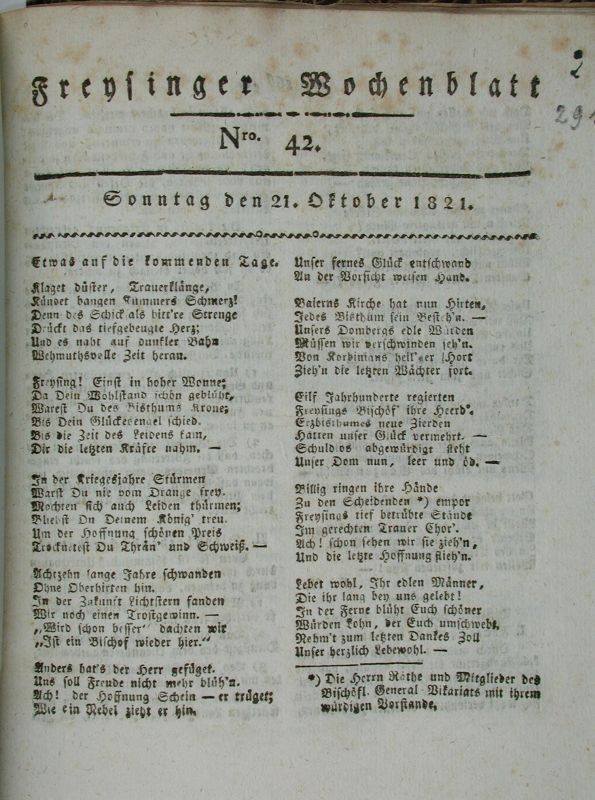 Freysinger Wochenblatt
2
291
Nro. 42.
Sonntag den 21. Oktober 1821.
Etwas auf die kommenden Tage.
Klaget düster, Trauerklänge,
Kündet bangen Kummers Schmerz!
Denn des Schicksals bitt're Strenge
Drückt das tiefgebeugte Herz;
Und es naht auf dunkler Bahn
Wehmuthsvolle Zeit heran.
Freysing! Einst in hoher Wonne;
Da Dein Wohlstand schön geblüht,
Warest Du des Bisthums Krone;
Bis Dein Glücksengel schied.
Bis die Zeit des Leidens kam,
Dir die letzten Kräfte nahm. —
In der Kriegesjahre Stürmen
Warst Du nie vom Drange frey.
Mochten sich auch Leiden thürmen;
Bliebst Du Deinem König' treu.
Um der Hoffnung schönen Preis
Trocknetest Du Thrän' und Schweiß. —
Achtzehn lange Jahre schwanden
Ohne Oberhirten hin.
In der Zukunft Lichtstern fanden
Wir noch einen Trostgewinn. —
„Wird schon besser" dachten wir
„Ist ein Bischof wieder hier."
Anders hat's der Herr gefüget.
Uns soll Freude nicht mehr blüh'n.
Ach! der Hoffnung Schein — er trüget;
Wie ein Nebel zieht er hin.
Unser fernes Glück entschwand
An der Vorsicht weisen Hand.
Baierns Kirche hat nun Hirten,
Jedes Bisthum sein Besteh'n. —
Unsers Dombergs edle Würden
Müssen wir verschwinden seh'n.
Von Korbinians heil'ger Hort
Zieh'n die letzten Wächter fort.
Eilf Jahrhunderte regierten
Freysings Bischöf' ihre Heerd'.
Erzbisthumes neue Zierden
Hätten unser Glück vermehrt. —
Schuldlos abgewürdigt steht
Unser Dom nun, leer und öd. —
Billig ringen ihre Hände
Zu den Scheidenden *) empor
Freysings tief betrübte Stände
Im gerechten Trauer Chor'.
Ach! schon sehen wir sie zieh'n,
Und die letzte Hoffnung flieh'n.
Lebet wohl, Ihr edlen Männer,
Die ihr lang bey uns gelebt!
In der Ferne blüht Euch schöner
Würden Lohn, der Euch umschwebt.
Nehm't zum letzten Dankes Zoll
Unser herzlich Lebewohl. —
*) Die Herrn Räthe und Mitglieder des
Bischöfl. General-Vikariats mit ihrem
würdigen Vorstande.